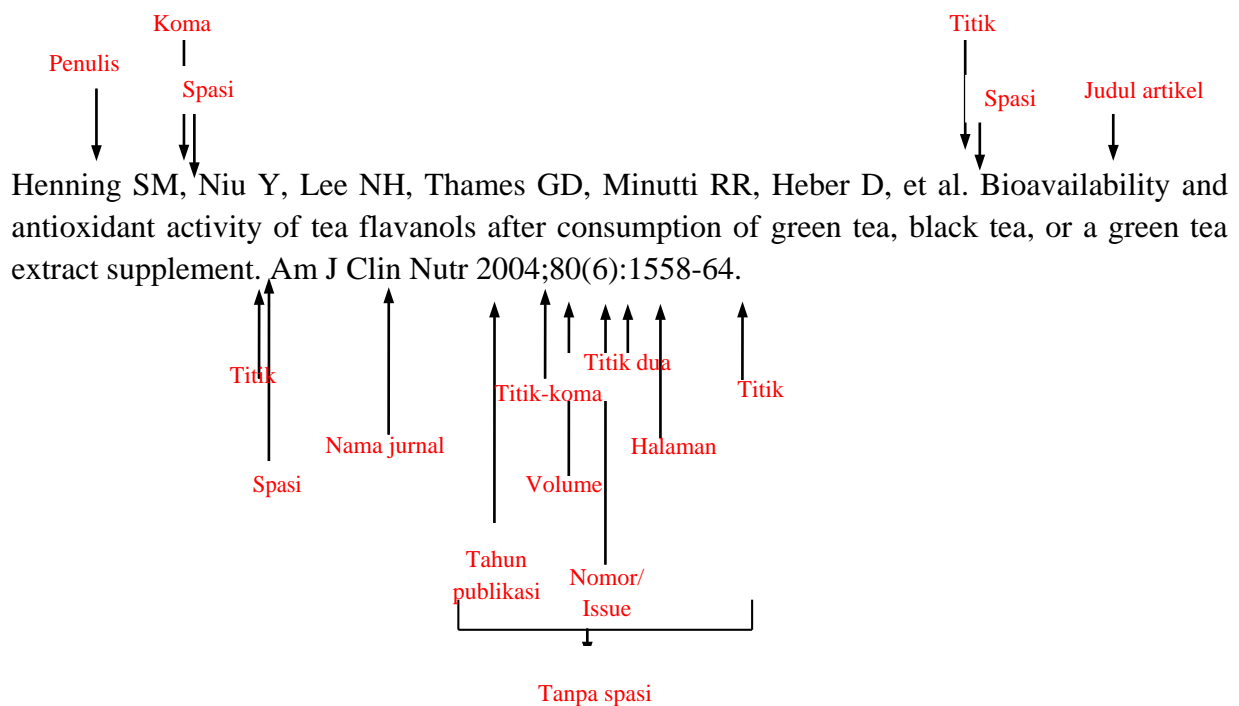 Koma Titik
Penulis
Spasi Spasi Judul artikel
Henning SM, Niu Y, Lee NH, Thames GD, Minutti RR, Heber D, et al. Bioavailability and
antioxidant activity of tea flavanols after consumption of green tea, black tea, or a green tea
extract supplement. Am J Clin Nutr 2004;80(6):1558-64.
Titik dua
Titik Titik-koma Titik
Nama jurnal Halaman
Spasi Volume
Tahun
publikasi
Nomor/
Issue
Tanpa spasi